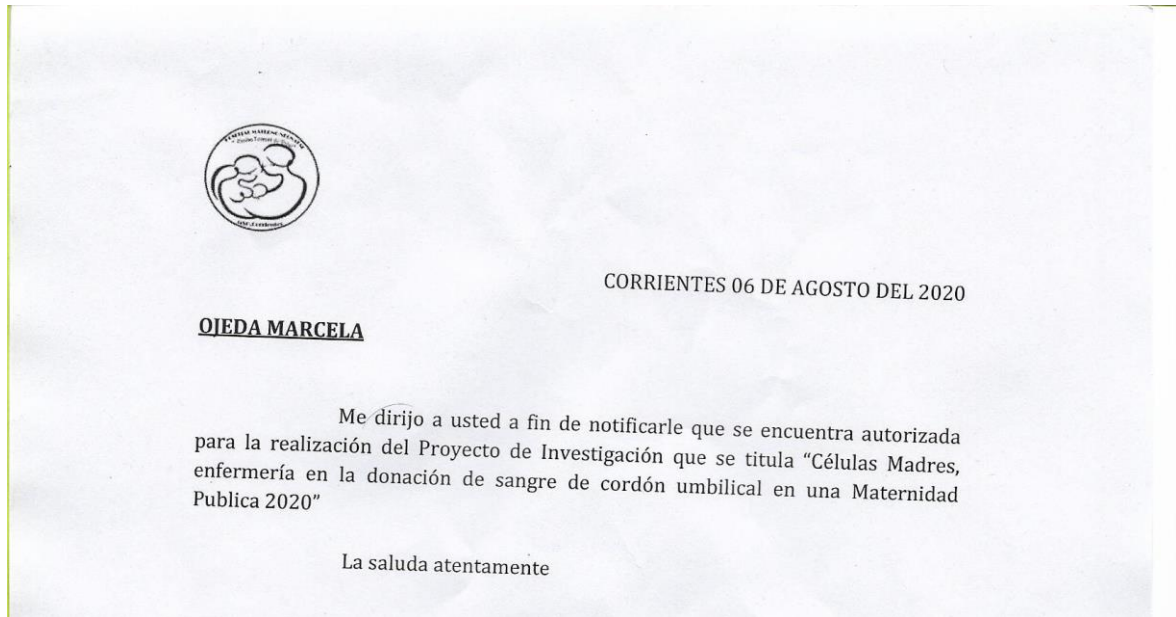 CORRIENTES 06 DE AGOSTO DEL 2020
OJEDA MARCELA
Me dirijo a usted a fin de notificarle que se encuentra autorizada
para la realización del Proyecto de Investigación que se titula “Células Madres,
enfermería en la donación de sangre de cordón umbilical en una Maternidad
Publica 2020”
La saluda atentamente